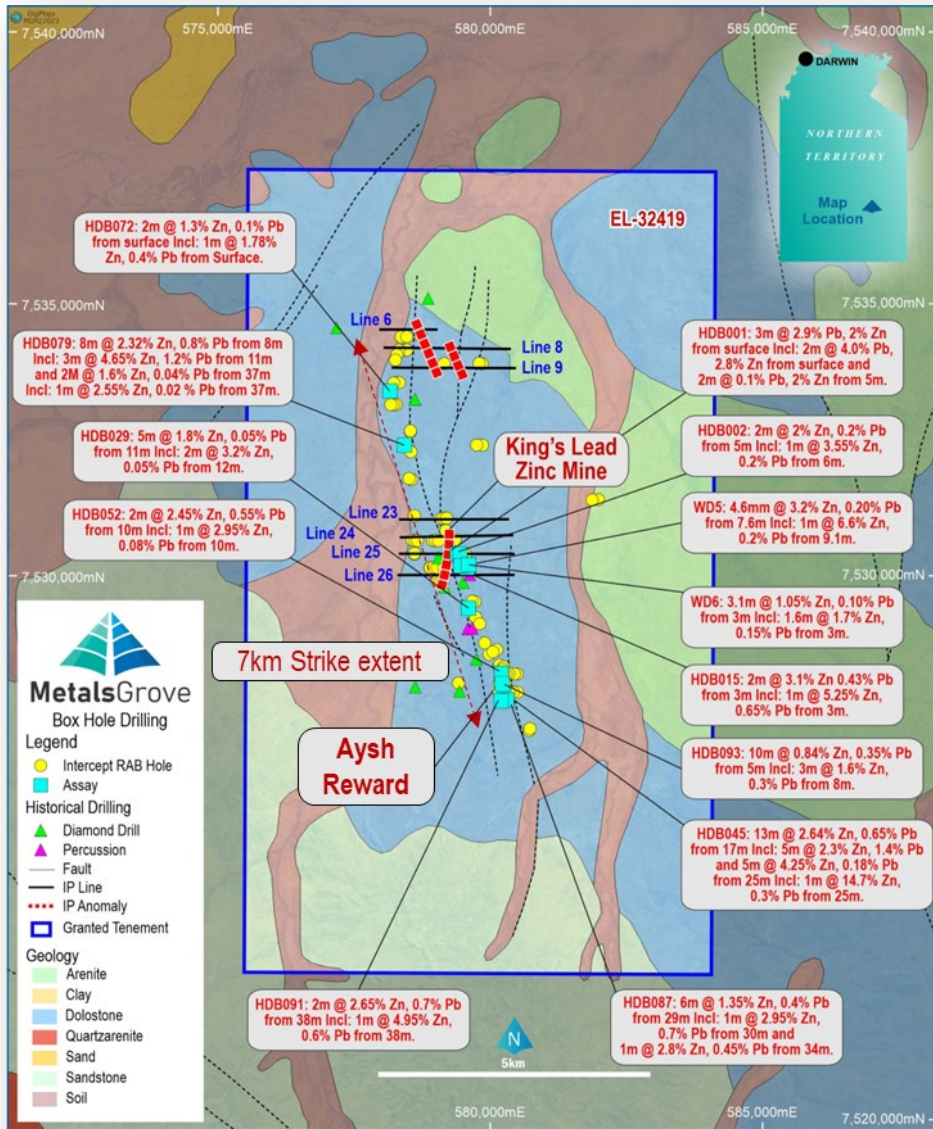 DigMaps
MGM22023
575,000mE
580,000mE
585,000mE
7,540,000mN
7,540,000mN
DARWIN
NORTHERN
TERRITORY
Map
Location
EL-32419
HDB072: 2m @ 1.3% Zn, 0.1% Pb
from surface Incl: 1m @ 1.78%
Zn, 0.4% Pb from Surface.
7,535,000mN
7,535,000mN
Line 6
Line 8
Line 9
HDB079: 8m @ 2.32% Zn, 0.8% Pb from 8m
Incl: 3m @ 4.65% Zn, 1.2% Pb from 11m
and 2M @ 1.6% Zn, 0.04% Pb from 37m
Incl: 1m @ 2.55% Zn, 0.02 % Pb from 37m.
HDB001: 3m @ 2.9% Pb, 2% Zn
from surface Incl: 2m @ 4.0% Pb,
2.8% Zn from surface and
2m @ 0.1% Pb, 2% Zn from 5m.
HDB029: 5m @ 1.8% Zn, 0.05% Pb
from 11m Incl: 2m @ 3.2% Zn,
0.05% Pb from 12m.
King's Lead
Zinc Mine
HDB002: 2m @ 2% Zn, 0.2% Pb
from 5m Incl: 1m @ 3.55% Zn,
0.2% Pb from 6m.
HDB052: 2m @ 2.45% Zn, 0.55% Pb
from 10m Incl: 1m @ 2.95% Zn,
0.08% Pb from 10m.
Line 23
Line 24
Line 25
Line 26
WD5: 4.6mm @ 3.2% Zn, 0.20% Pb
from 7.6m Incl: 1m @ 6.6% Zn,
0.2% Pb from 9.1m.
7,530,000mN
7,530,000mN
WD6: 3.1m @ 1.05% Zn, 0.10% Pb
from 3m Incl: 1.6m @ 1.7% Zn,
0.15% Pb from 3m.
7km Strike extent
HDB015: 2m @ 3.1% Zn 0.43% Pb
from 3m Incl: 1m @ 5.25% Zn,
0.65% Pb from 3m.
Aysh
Reward
HDB093: 10m @ 0.84% Zn, 0.35% Pb
from 5m Incl: 3m @ 1.6% Zn,
0.3% Pb from 8m.
HDB045: 13m @ 2.64% Zn, 0.65% Pb
from 17m Incl: 5m @ 2.3% Zn, 1.4% Pb
and 5m @ 4.25% Zn, 0.18% Pb
from 25m Incl: 1m @ 14.7% Zn,
0.3% Pb from 25m.
HDB091: 2m @ 2.65% Zn, 0.7% Pb
from 38m Incl: 1m @ 4.95% Zn,
0.6% Pb from 38m.
HDB087: 6m @ 1.35% Zn, 0.4% Pb
from 29m Incl: 1m @ 2.95% Zn,
0.7% Pb from 30m and
1m @ 2.8% Zn, 0.45% Pb from 34m.
MetalsGrove
Box Hole Drilling
Legend
Intercept RAB Hole
Assay
Historical Drilling
Diamond Drill
Percussion
Fault
IP Line
IP Anomaly
Granted Tenement
Geology
Arenite
Clay
Dolostone
Quartzarenite
Sand
Sandstone
Soil
N
5km
580,000mE
585,000mE
7,520,000mN